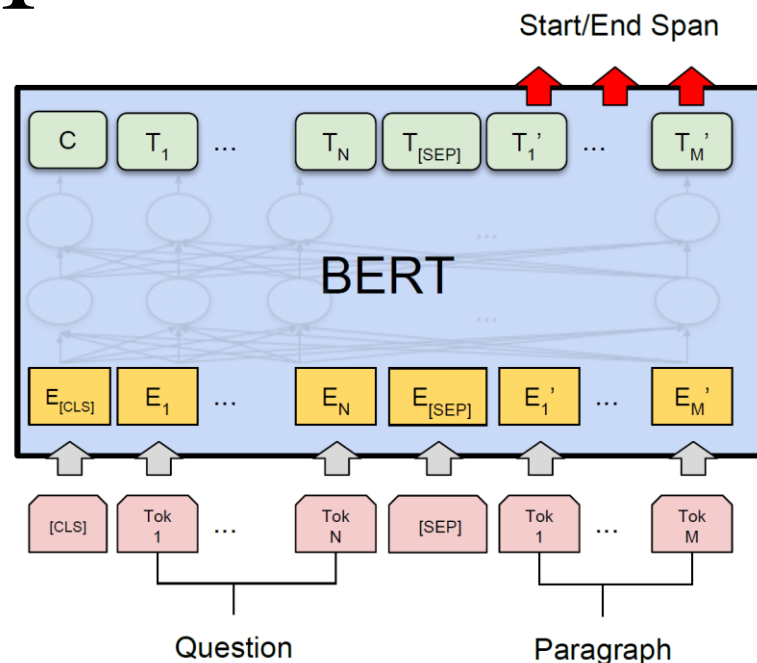 Start/End Span
C T1 ... TN T[SEP] T1’ ... TM’
...
BERT
...
E[CLS] E1 ... EN E[SEP] E1’ ... EM’
[CLS] Tok 1 ... Tok N [SEP] Tok 1 ... Tok M
Question Paragraph